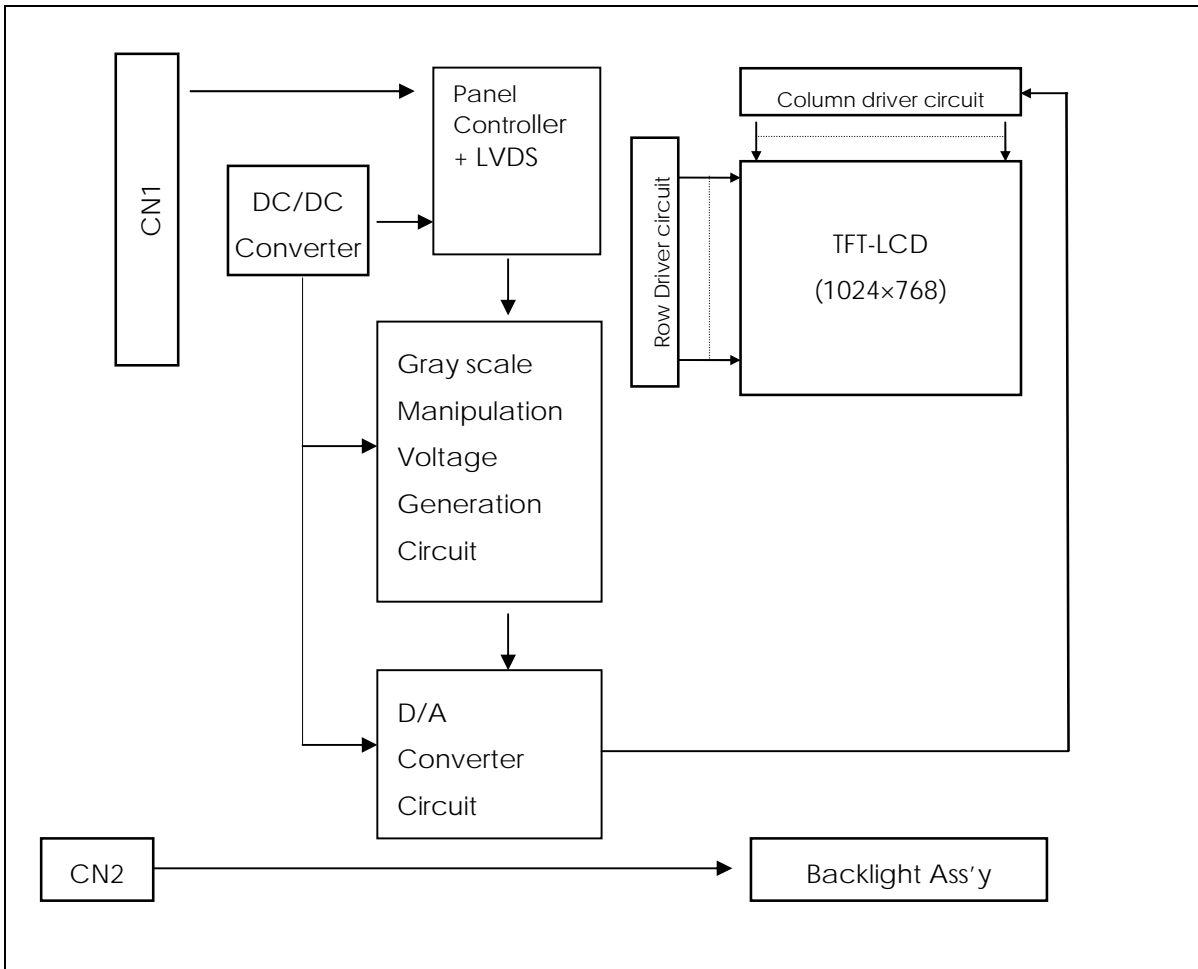 CN1
Panel
Controller
+ LVDS
DC/DC
Converter
Gray scale
Manipulation
Voltage
Generation
Circuit
D/A
Converter
Circuit
Column driver circuit
Row Driver circuit
TFT-LCD
(1024×768)
CN2
Backlight Ass’y